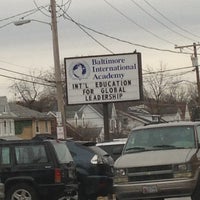 Baltimore
International
Academy
INT'L EDUCATION
FOR GLOBAL
LEADERSHIP